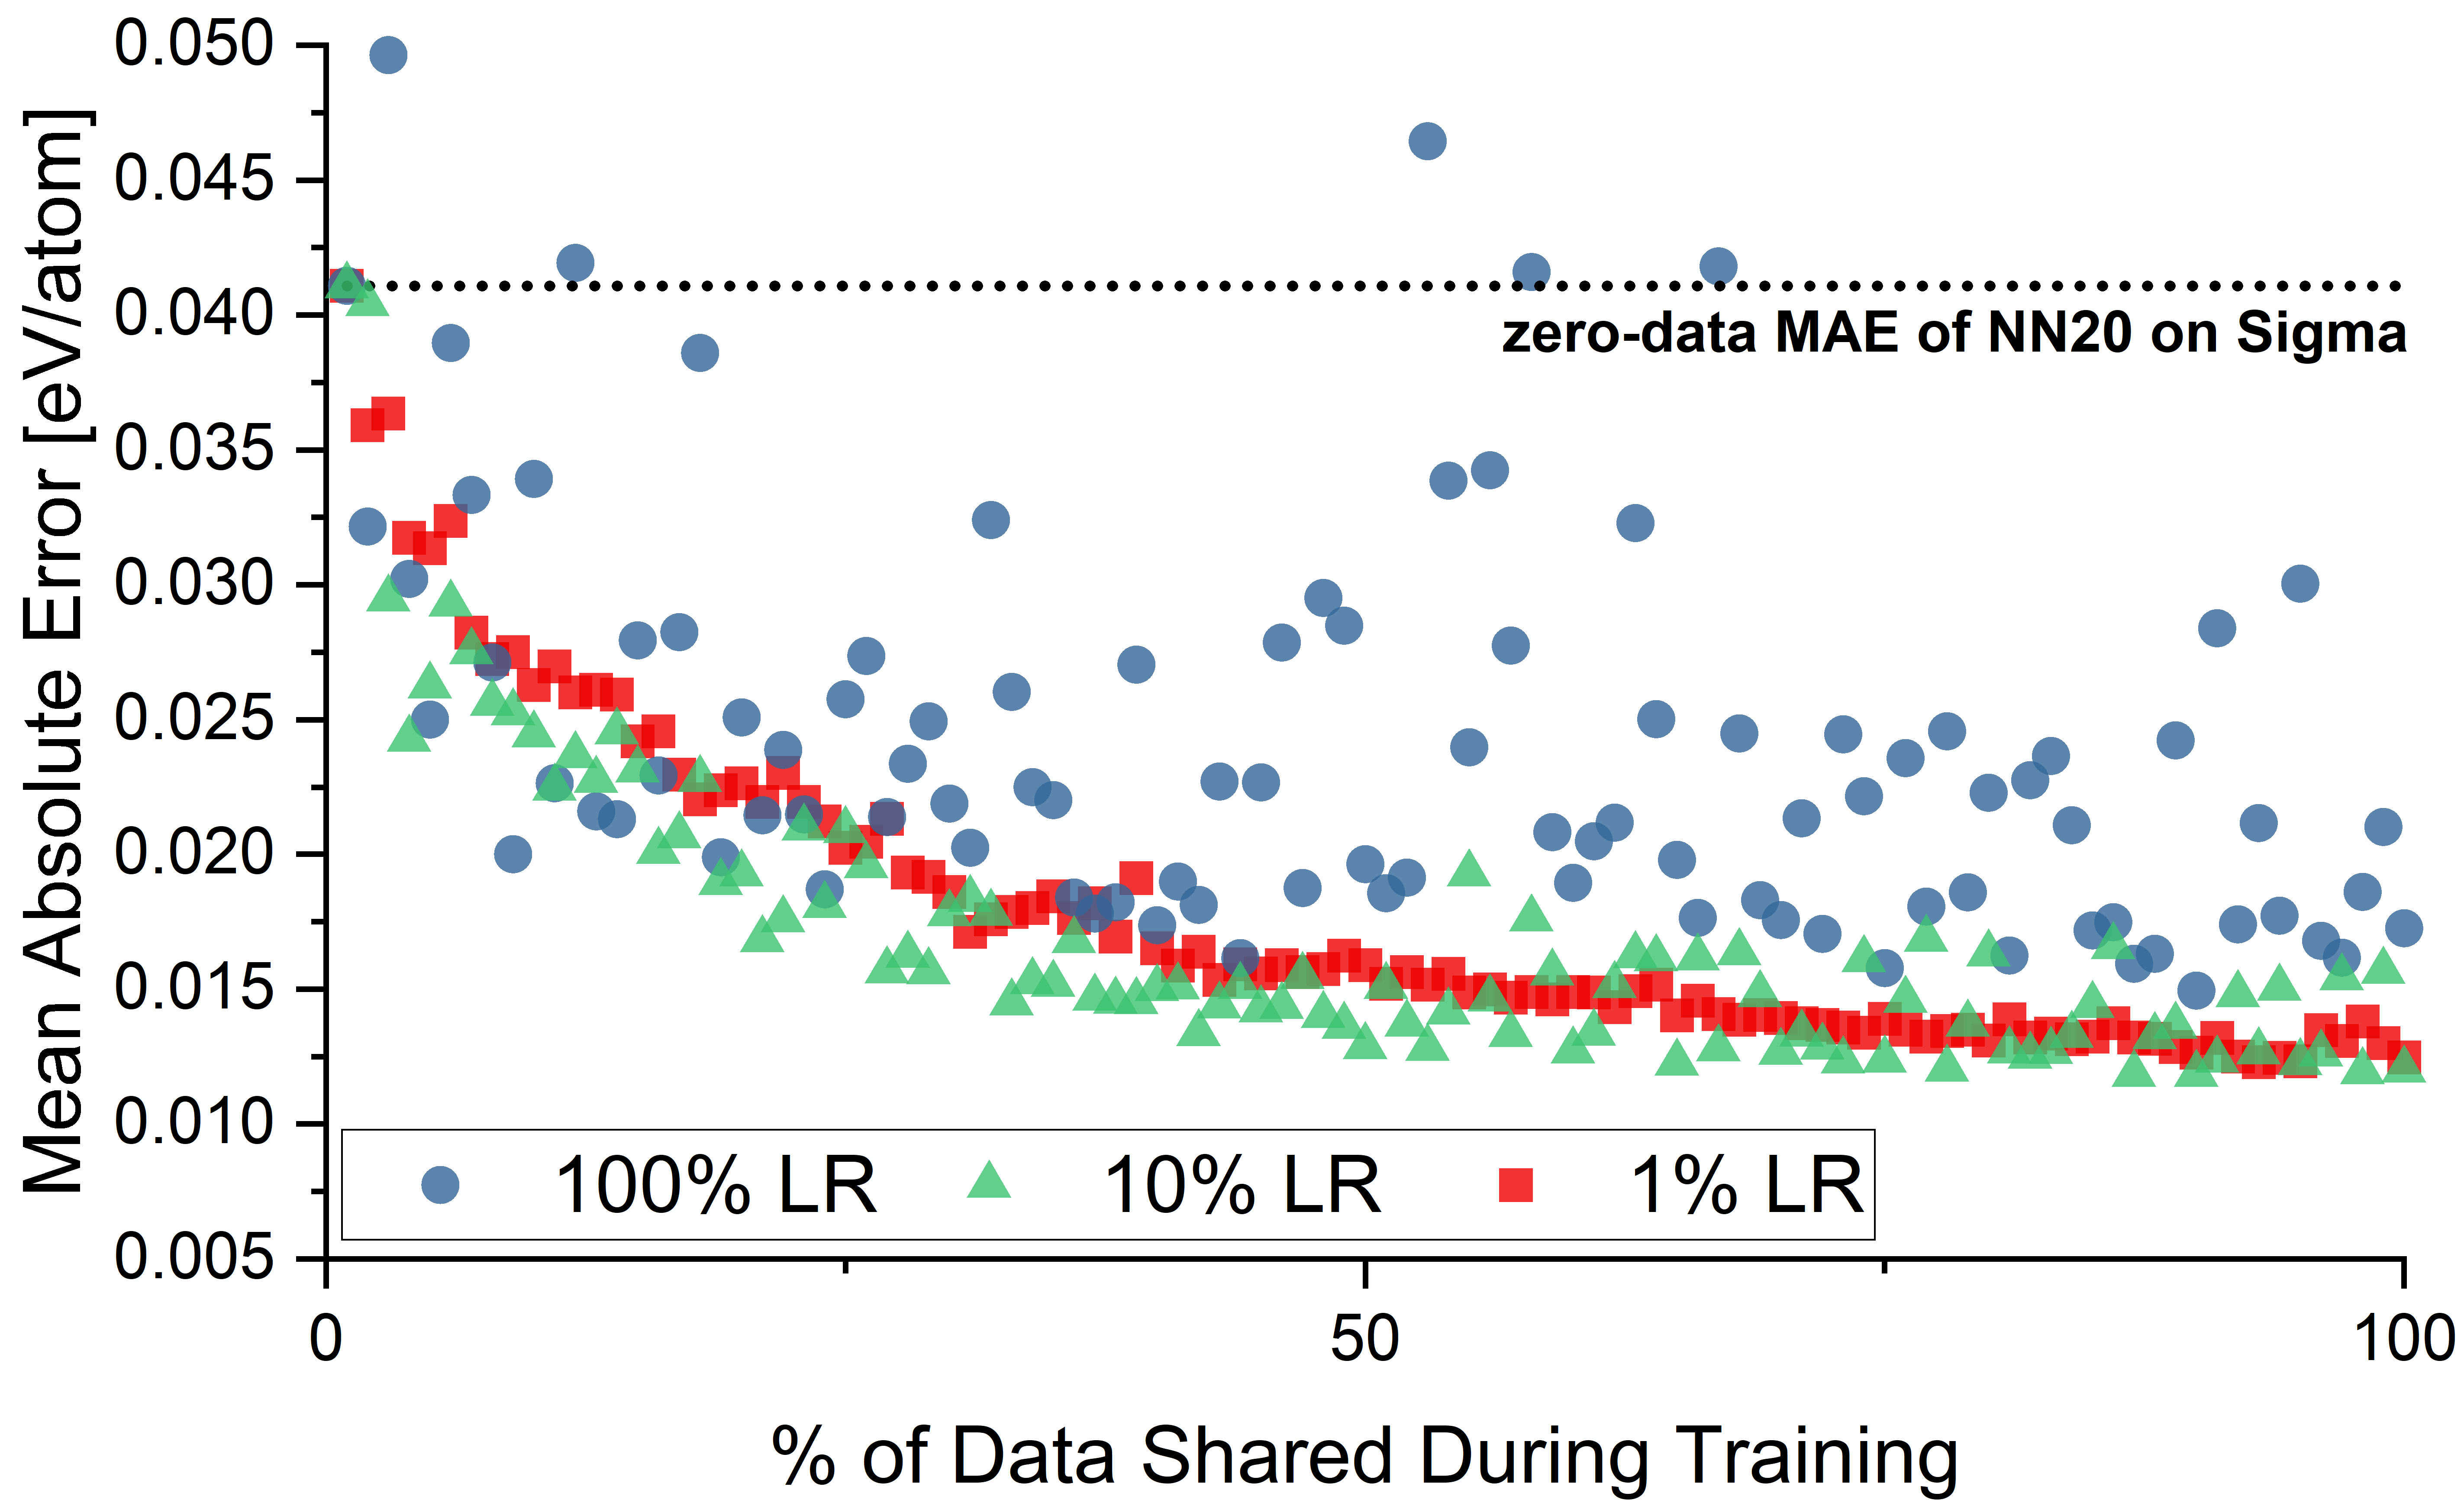 Mean Absolute Error [eV/atom]
0.050
0.045
0.040
0.035
0.030
0.025
0.020
0.015
0.010
0.005
zero-data MAE of NN20 on Sigma
100% LR 10% LR 1% LR
0 50 100
% of Data Shared During Training